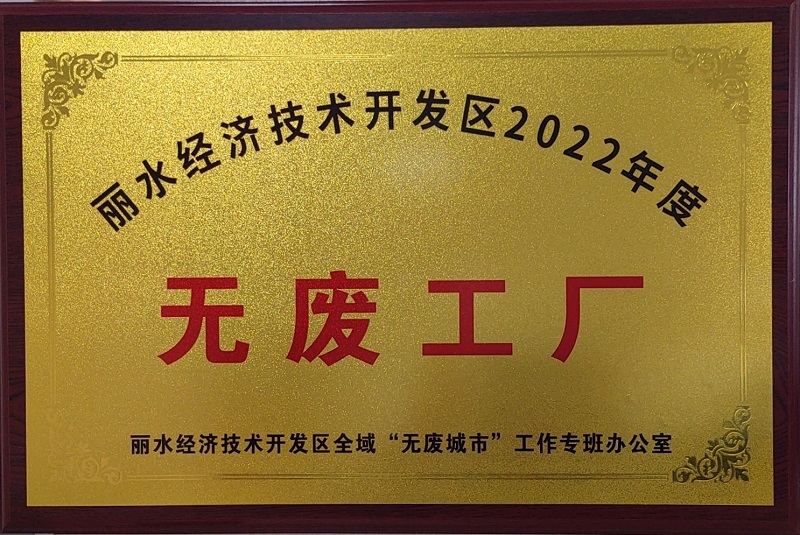 丽水经济技术开发区2022年度
无废工厂
丽水经济技术开发区全域“无废城市”工作专班办公室